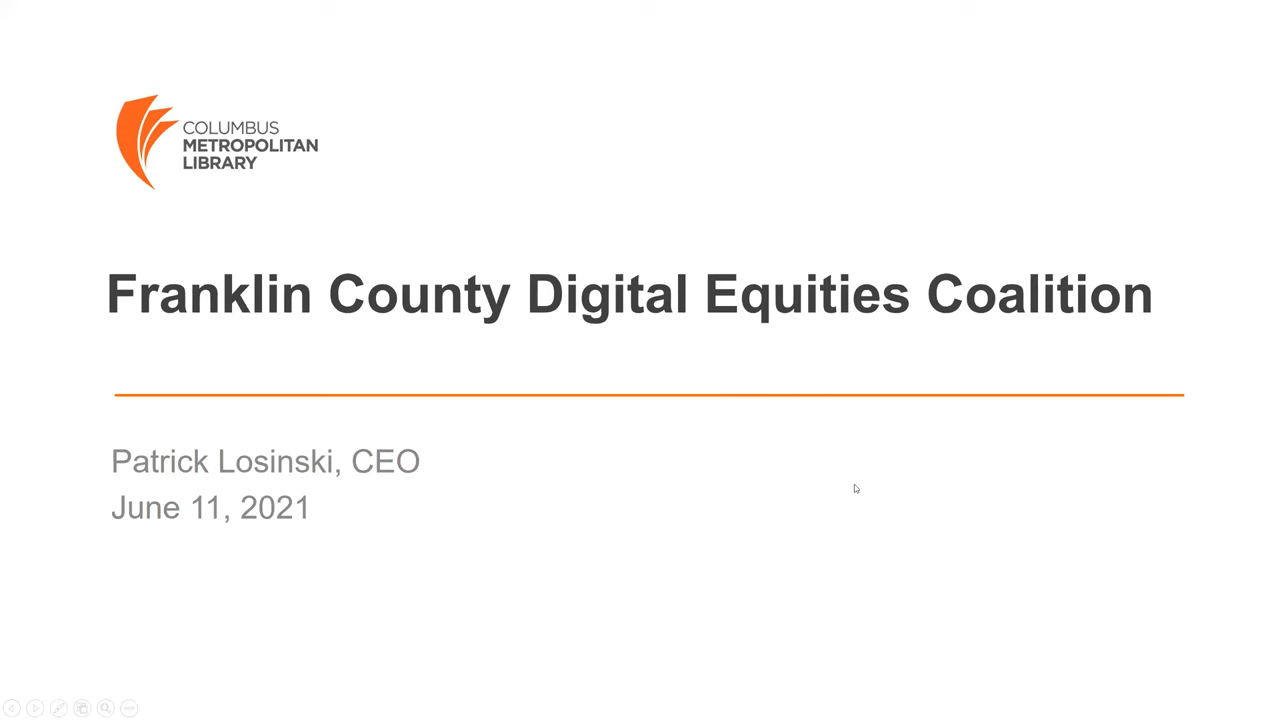 COLUMBUS
METROPOLITAN
LIBRARY
Franklin County Digital Equities Coalition
Patrick Losinski, CEO
June 11, 2021